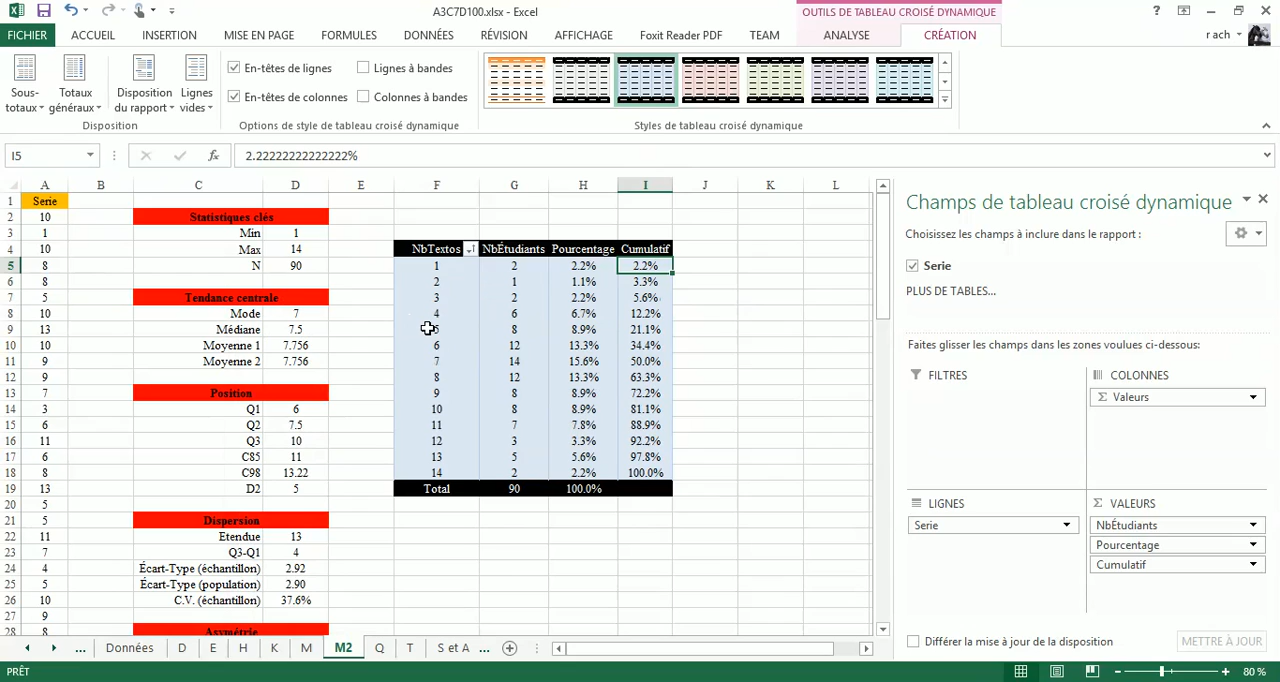 A3C7D100.xlsx - Excel
OUTILS DE TABLEAU CROISÉ DYNAMIQUE
FICHIER ACCUEIL INSERTION MISE EN PAGE FORMULES DONNÉES RÉVISION AFFICHAGE Foxit Reader PDF TEAM ANALYSE CRÉATION r ach
Sous-totaux Totaux généraux Disposition du rapport Lignes vides
En-têtes de lignes Lignes à bandes
En-têtes de colonnes Colonnes à bandes
Disposition Options de style de tableau croisé dynamique Styles de tableau croisé dynamique
I5 fx 2.22222222222222%
A B C D E F G H I J K L
1 Serie
2 10 Statistiques clés
3 1 Min 1
4 10 Max 14 NbTextos NbÉtudiants Pourcentage Cumulatif
5 8 N 90 1 2 2.2% 2.2%
6 8 2 1 1.1% 3.3%
7 5 Tendance centrale 3 2 2.2% 5.6%
8 10 Mode 7 4 6 6.7% 12.2%
9 13 Médiane 7.5 5 8 8.9% 21.1%
10 10 Moyenne 1 7.756 6 12 13.3% 34.4%
11 9 Moyenne 2 7.756 7 14 15.6% 50.0%
12 9 8 12 13.3% 63.3%
13 7 Position 9 8 8.9% 72.2%
14 3 Q1 6 10 8 8.9% 81.1%
15 6 Q2 7.5 11 7 7.8% 88.9%
16 11 Q3 10 12 3 3.3% 92.2%
17 6 C85 11 13 5 5.6% 97.8%
18 8 C98 13.22 14 2 2.2% 100.0%
19 13 D2 5 Total 90 100.0%
20 5
21 5 Dispersion
22 11 Etendue 13
23 7 Q3-Q1 4
24 4 Écart-Type (échantillon) 2.92
25 5 Écart-Type (population) 2.90
26 10 C.V. (échantillon) 37.6%
27 9
28 8 Asymétrie
Champs de tableau croisé dynamique
Choisissez les champs à inclure dans le rapport :
Serie
PLUS DE TABLES...
Faites glisser les champs dans les zones voulues ci-dessous:
FILTRES COLONNES
Σ Valeurs
LIGNES Σ VALEURS
Serie NbÉtudiants
Pourcentage
Cumulatif
Différer la mise à jour de la disposition METTRE À JOUR
... Données D E H K M M2 Q T S et A ...
PRÊT 80 %